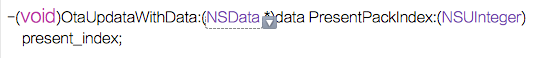 -(void)OtaUpdataWithData:(NSData *)data PresentPackIndex:(NSUInteger)
present_index;